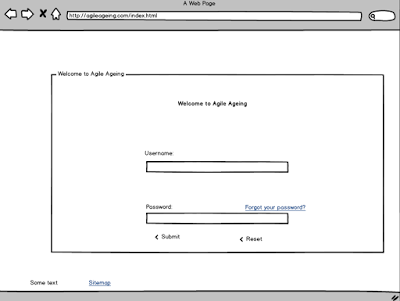 A Web Page
http://agileageing.com/index.html
Welcome to Agile Ageing
Welcome to Agile Ageing
Username:
Password:
Forgot your password?
Submit
Reset
Some text
Sitemap